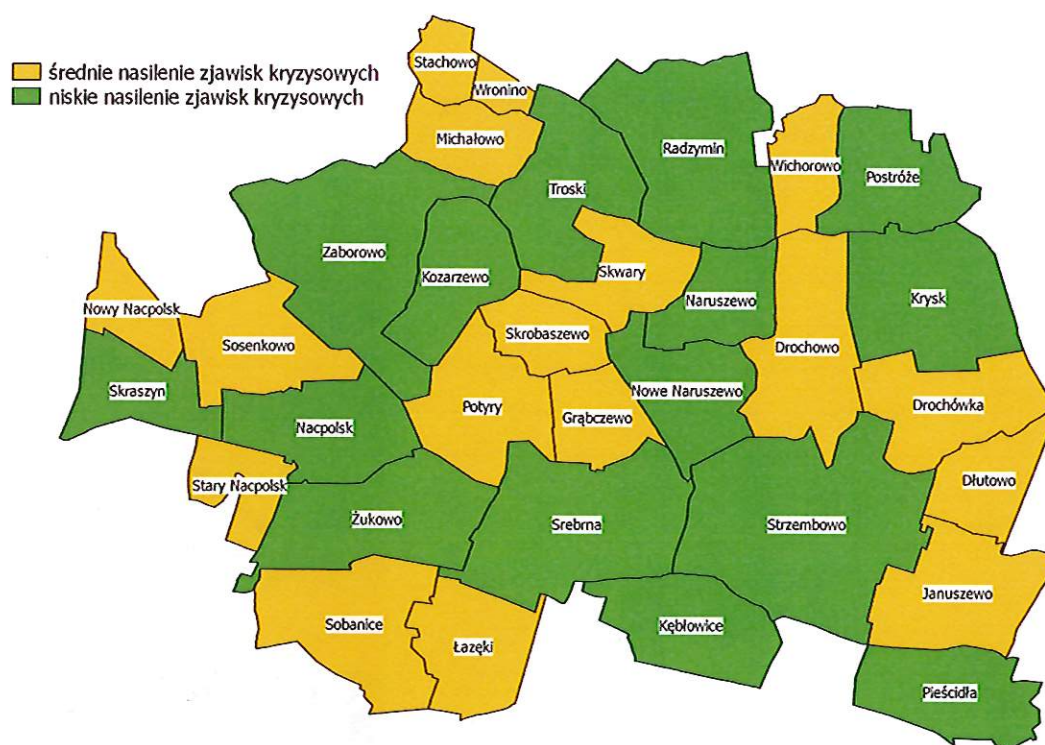 średnie nasilenie zjawisk kryzysowych
niskie nasilenie zjawisk kryzysowych
Stachowo
Wronino
Michałowo
Radzymin
Wichorowo
Postróże
Troski
Zaborowo
Kozarzewo
Skwary
Naruszewo
Krysk
Nowy Nacpolsk
Sosenkowo
Skrobaszewo
Drochowo
Skraszyn
Nowe Naruszewo
Drochówka
Potyry
Grąbczewo
Nacpolsk
Dłutowo
Stary Nacpolsk
Żukowo
Srebrna
Strzembowo
Januszewo
Sobanice
Kębłowice
Łazęki
Pieścidła